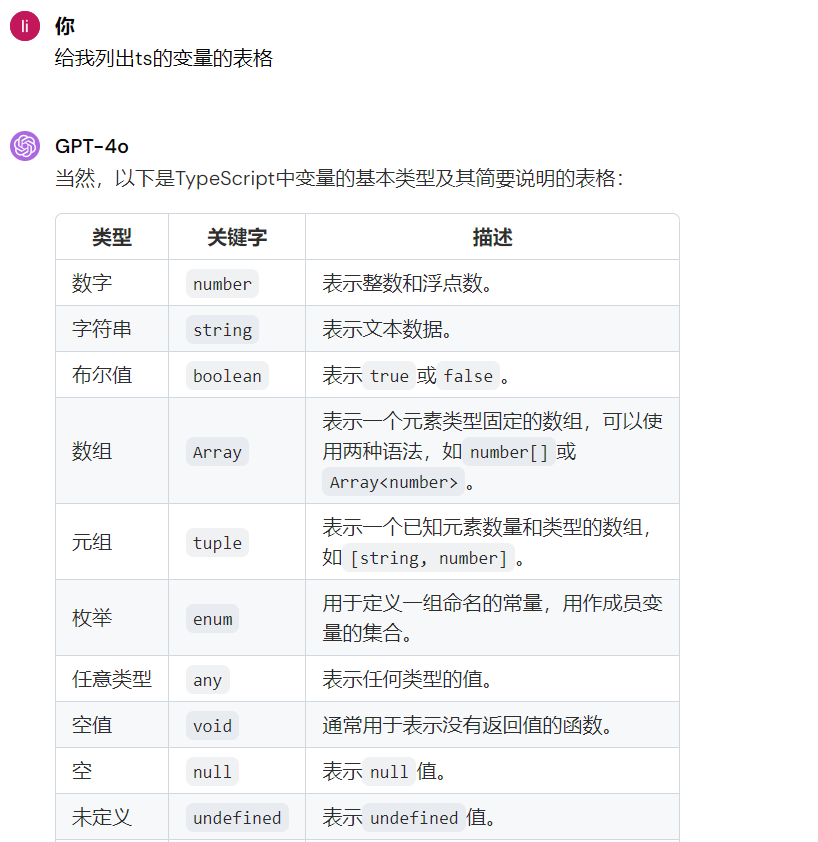 li 你
给我列出ts的变量的表格
GPT-4o
当然，以下是TypeScript中变量的基本类型及其简要说明的表格：
类型 关键字 描述
数字 number 表示整数和浮点数。
字符串 string 表示文本数据。
布尔值 boolean 表示 true 或 false 。
表示一个元素类型固定的数组，可以使
数组 Array 用两种语法，如 number[] 或
Array<number> 。
元组 tuple 表示一个已知元素数量和类型的数组，
如 [string, number] 。
枚举 enum 用于定义一组命名的常量，用作成员变
量的集合。
任意类型 any 表示任何类型的值。
空值 void 通常用于表示没有返回值的函数。
空 null 表示 null 值。
未定义 undefined 表示 undefined 值。